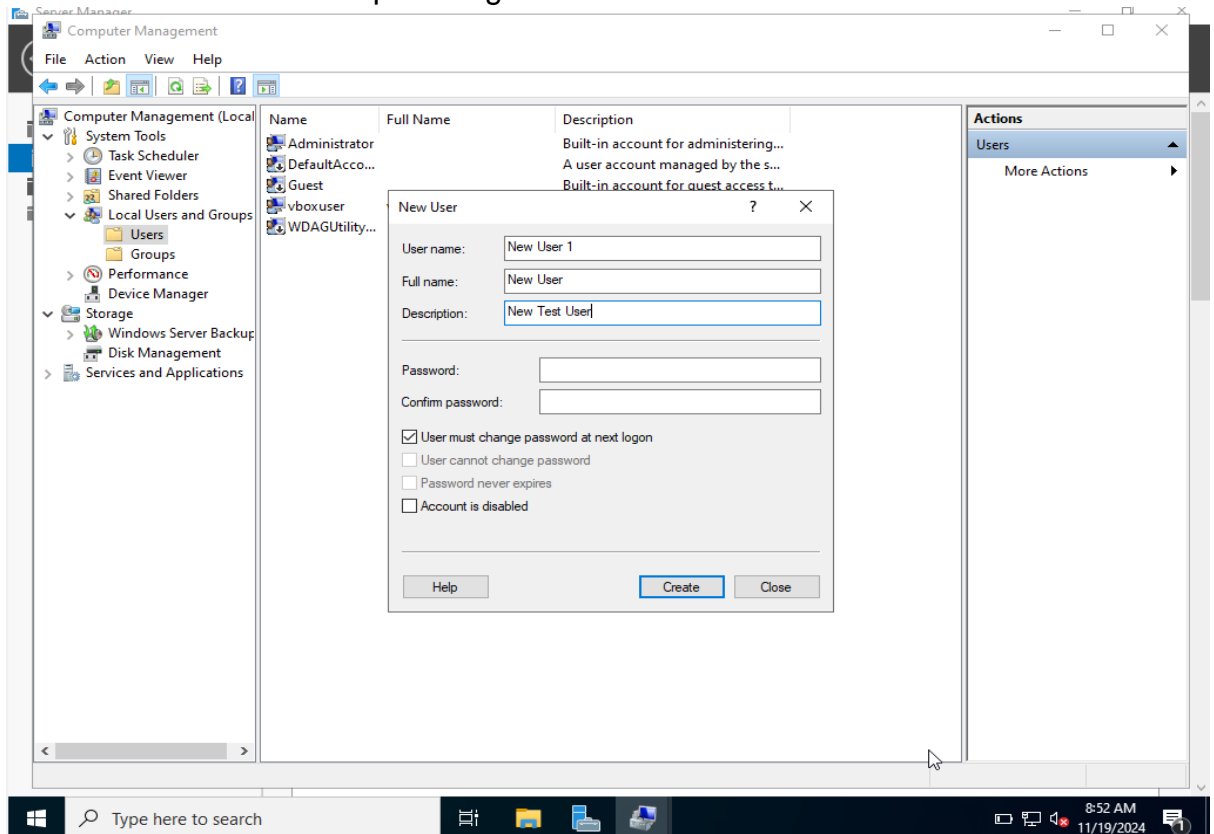 Server Manager
Computer Management
File Action View Help
Computer Management (Local
System Tools
Task Scheduler
Event Viewer
Shared Folders
Local Users and Groups
Users
Groups
Performance
Device Manager
Storage
Windows Server Backup
Disk Management
Services and Applications
Name Full Name Description
Administrator Built-in account for administering...
DefaultAcco... A user account managed by the s...
Guest Built-in account for guest access t...
vboxuser
WDAGUtility...
Actions
Users
More Actions
New User ?
User name: New User 1
Full name: New User
Description: New Test User
Password:
Confirm password:
User must change password at next logon
User cannot change password
Password never expires
Account is disabled
Help Create Close
Type here to search
8:52 AM
11/19/2024
1